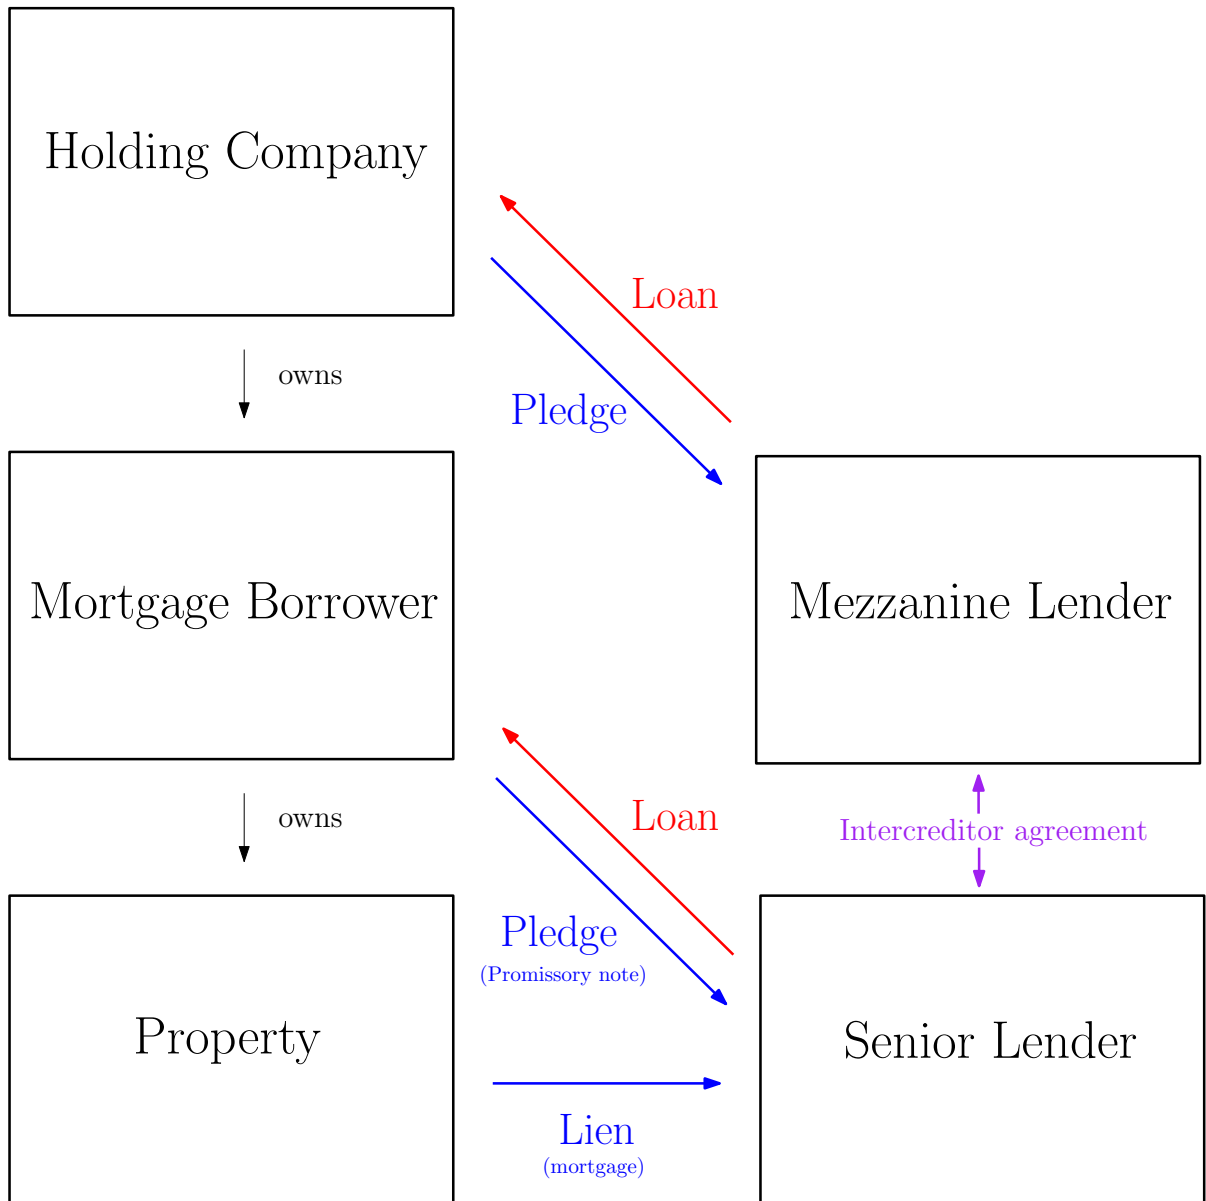 Holding Company
Loan
owns
Pledge
Mortgage Borrower
Mezzanine Lender
owns
Loan
Intercreditor agreement
Pledge
(Promissory note)
Property
Senior Lender
Lien
(mortgage)